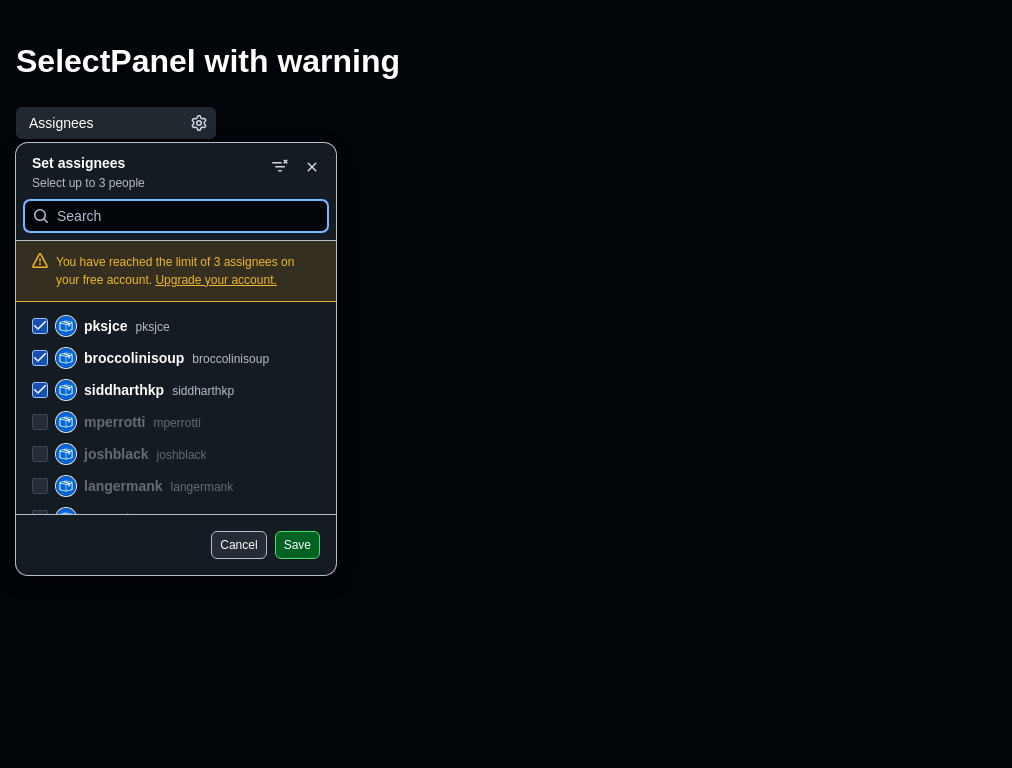 SelectPanel with warning
Assignees
Set assignees
Select up to 3 people
Search
You have reached the limit of 3 assignees on
your free account. Upgrade your account.
pksjce pksjce
broccolinisoup broccolinisoup
siddharthkp siddharthkp
mperrotti mperrotti
joshblack joshblack
langermank langermank
Cancel Save